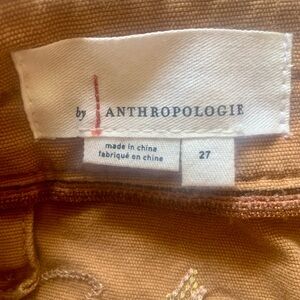 by ANTHROPOLOGIE
made in china
fabriqué en chine
27